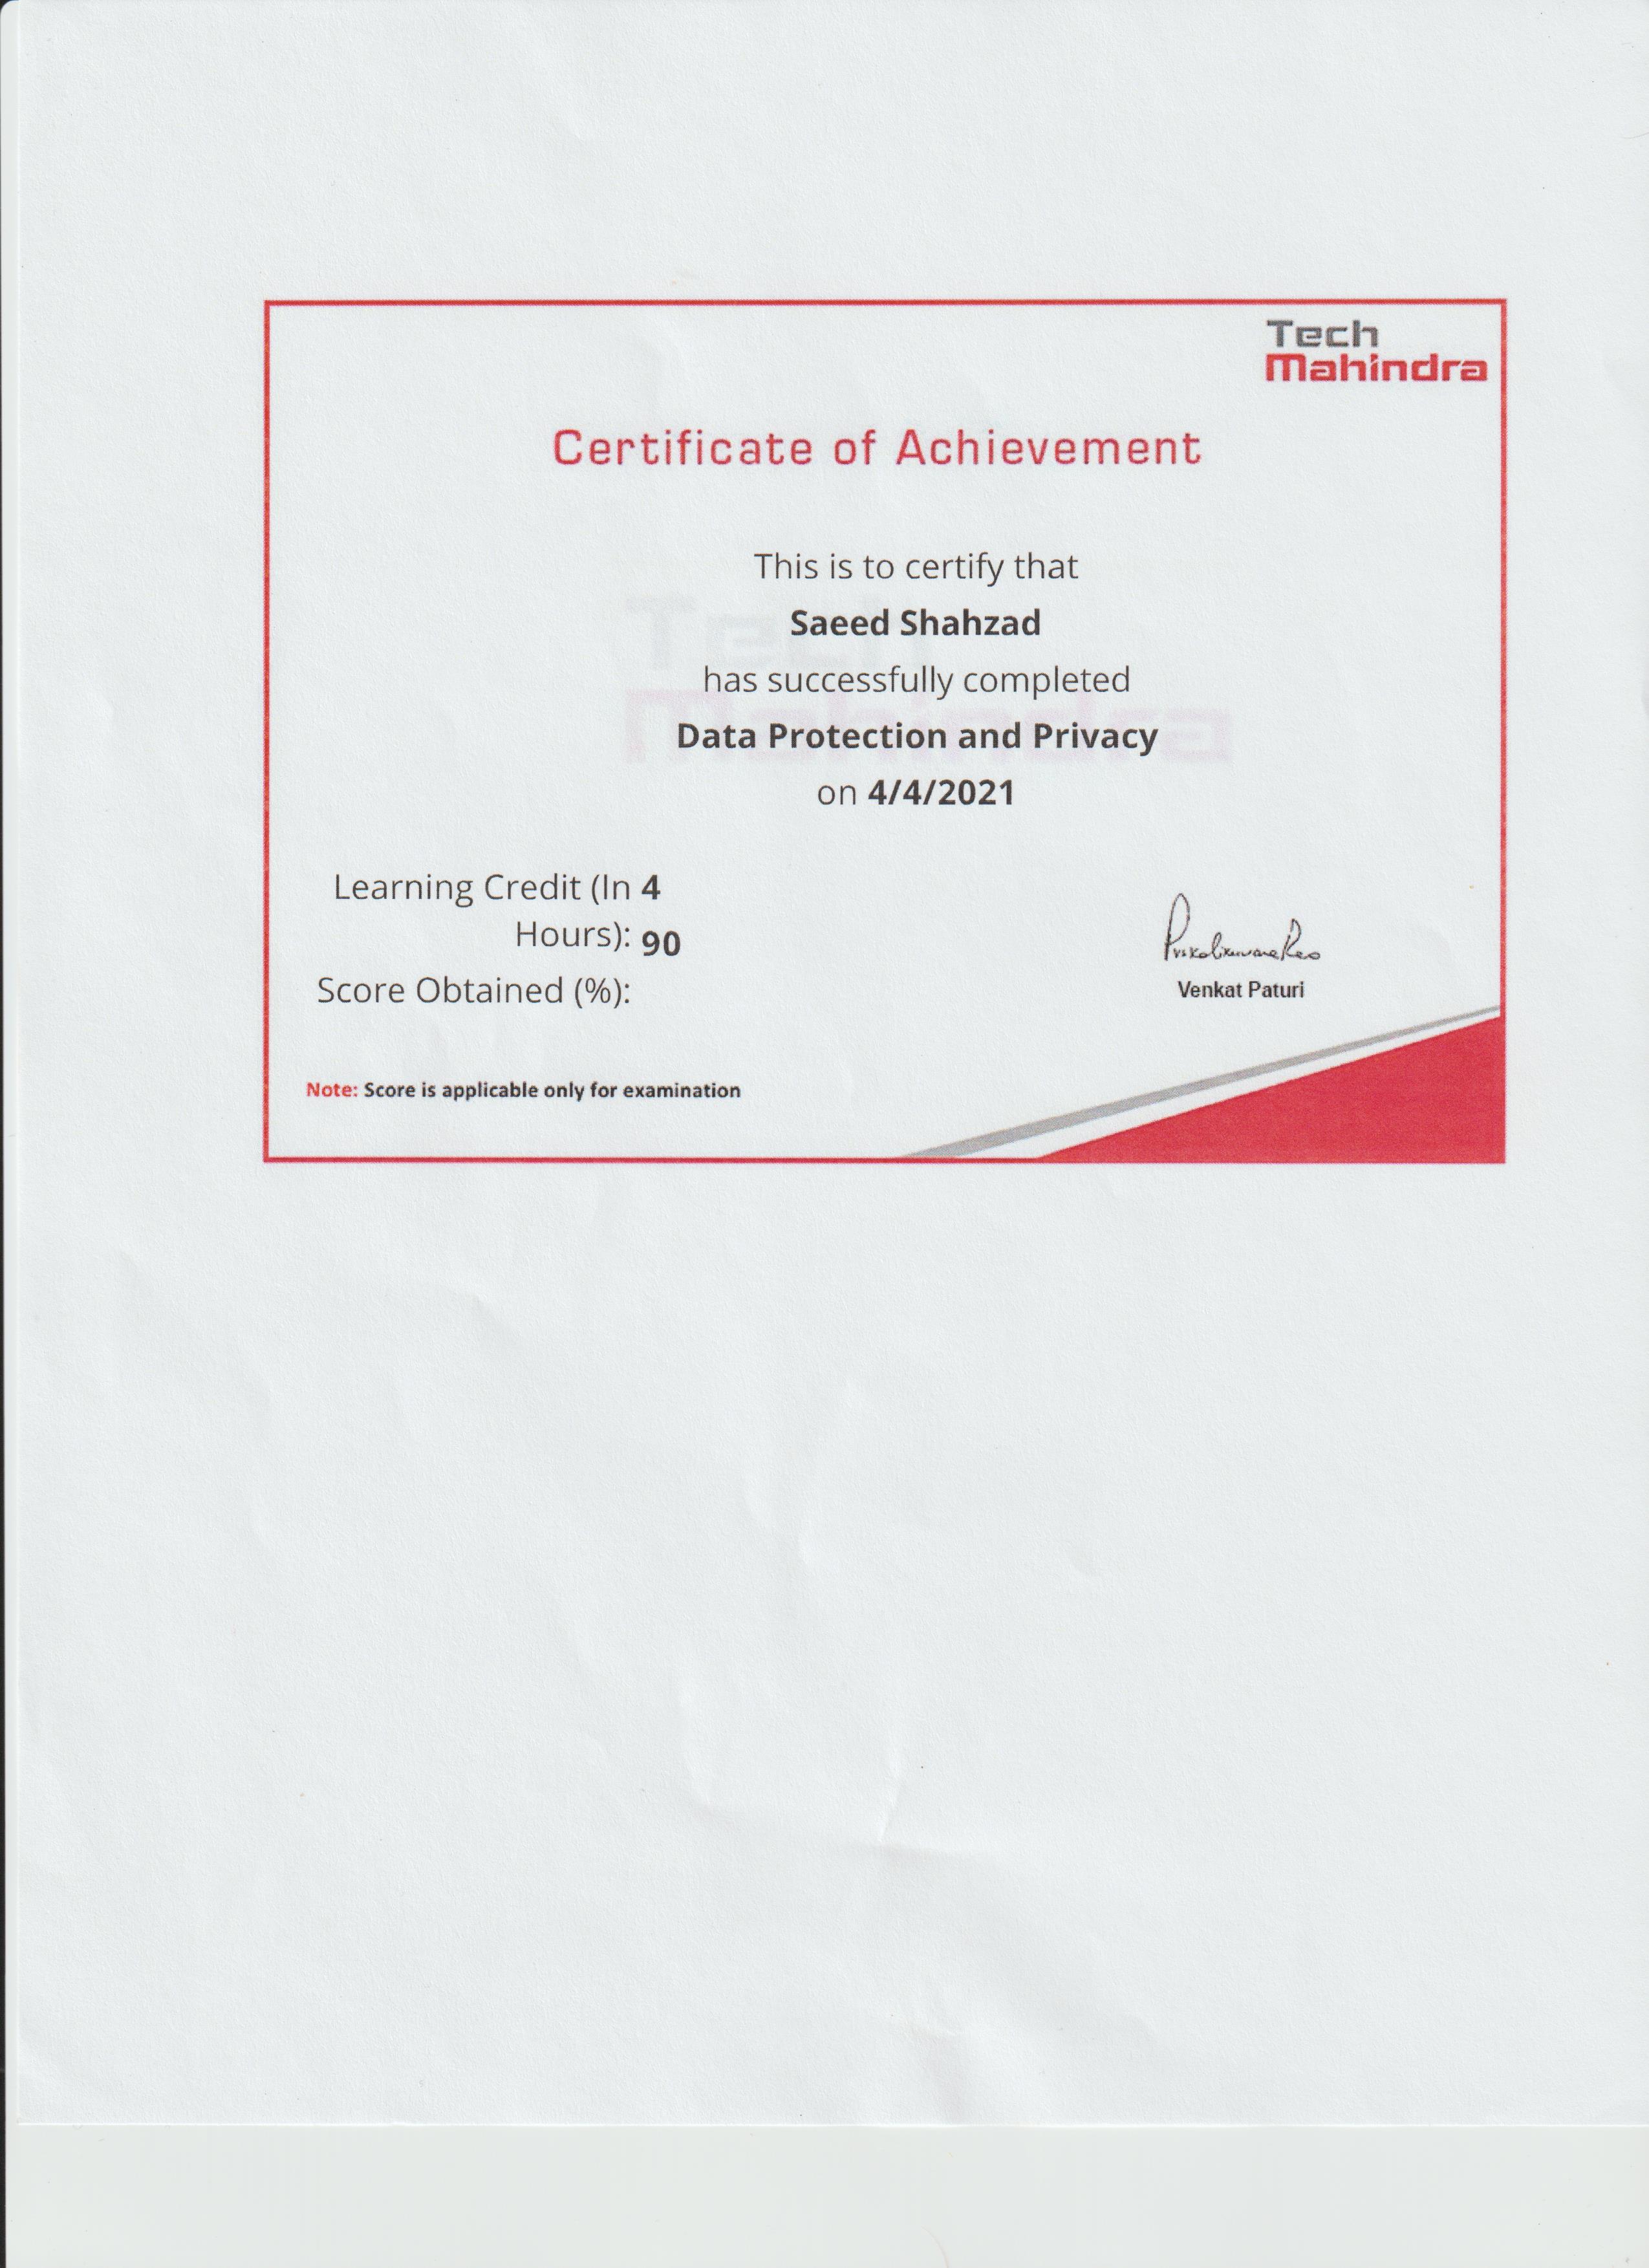 Tech
Mahindra
Certificate of Achievement
This is to certify that
Saeed Shahzad
has successfully completed
Data Protection and Privacy
on 4/4/2021
Learning Credit (In 4
Hours): 90
Score Obtained (%):
Venkat Paturi
Note: Score is applicable only for examination
Tech
Mahindra